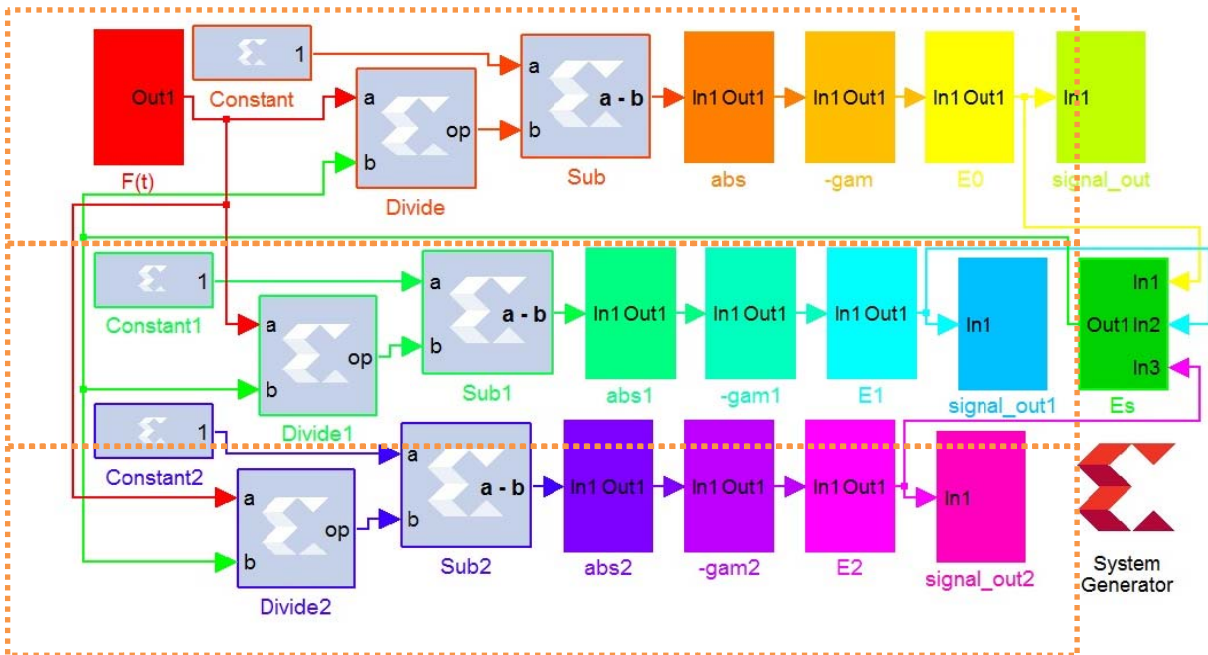 Out1
F(t)
1
Constant
a
b
op
Divide
a
b
a - b
Sub
In1 Out1
abs
In1 Out1
-gam
In1 Out1
E0
In1
signal_out
1
Constant1
a
b
op
Divide1
a
b
a - b
Sub1
In1 Out1
abs1
In1 Out1
-gam1
In1 Out1
E1
In1
signal_out1
In1
Out1 In2
In3
Es
1
Constant2
a
b
op
Divide2
a
b
a - b
Sub2
In1 Out1
abs2
In1 Out1
-gam2
In1 Out1
E2
In1
signal_out2
System
Generator